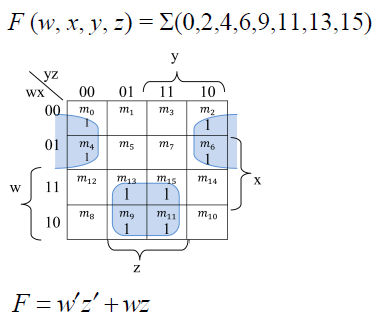 F (w, x, y, z) = Σ(0,2,4,6,9,11,13,15)
y
yz
wx 00 01 11 10
00 m₀ m₁ m₃ m₂
1 1
01 m₄ m₅ m₇ m₆
1 1
w 11 m₁₂ m₁₃ m₁₅ m₁₄ x
1 1
10 m₈ m₉ m₁₁ m₁₀
1 1
z
F = w′z′ + wz